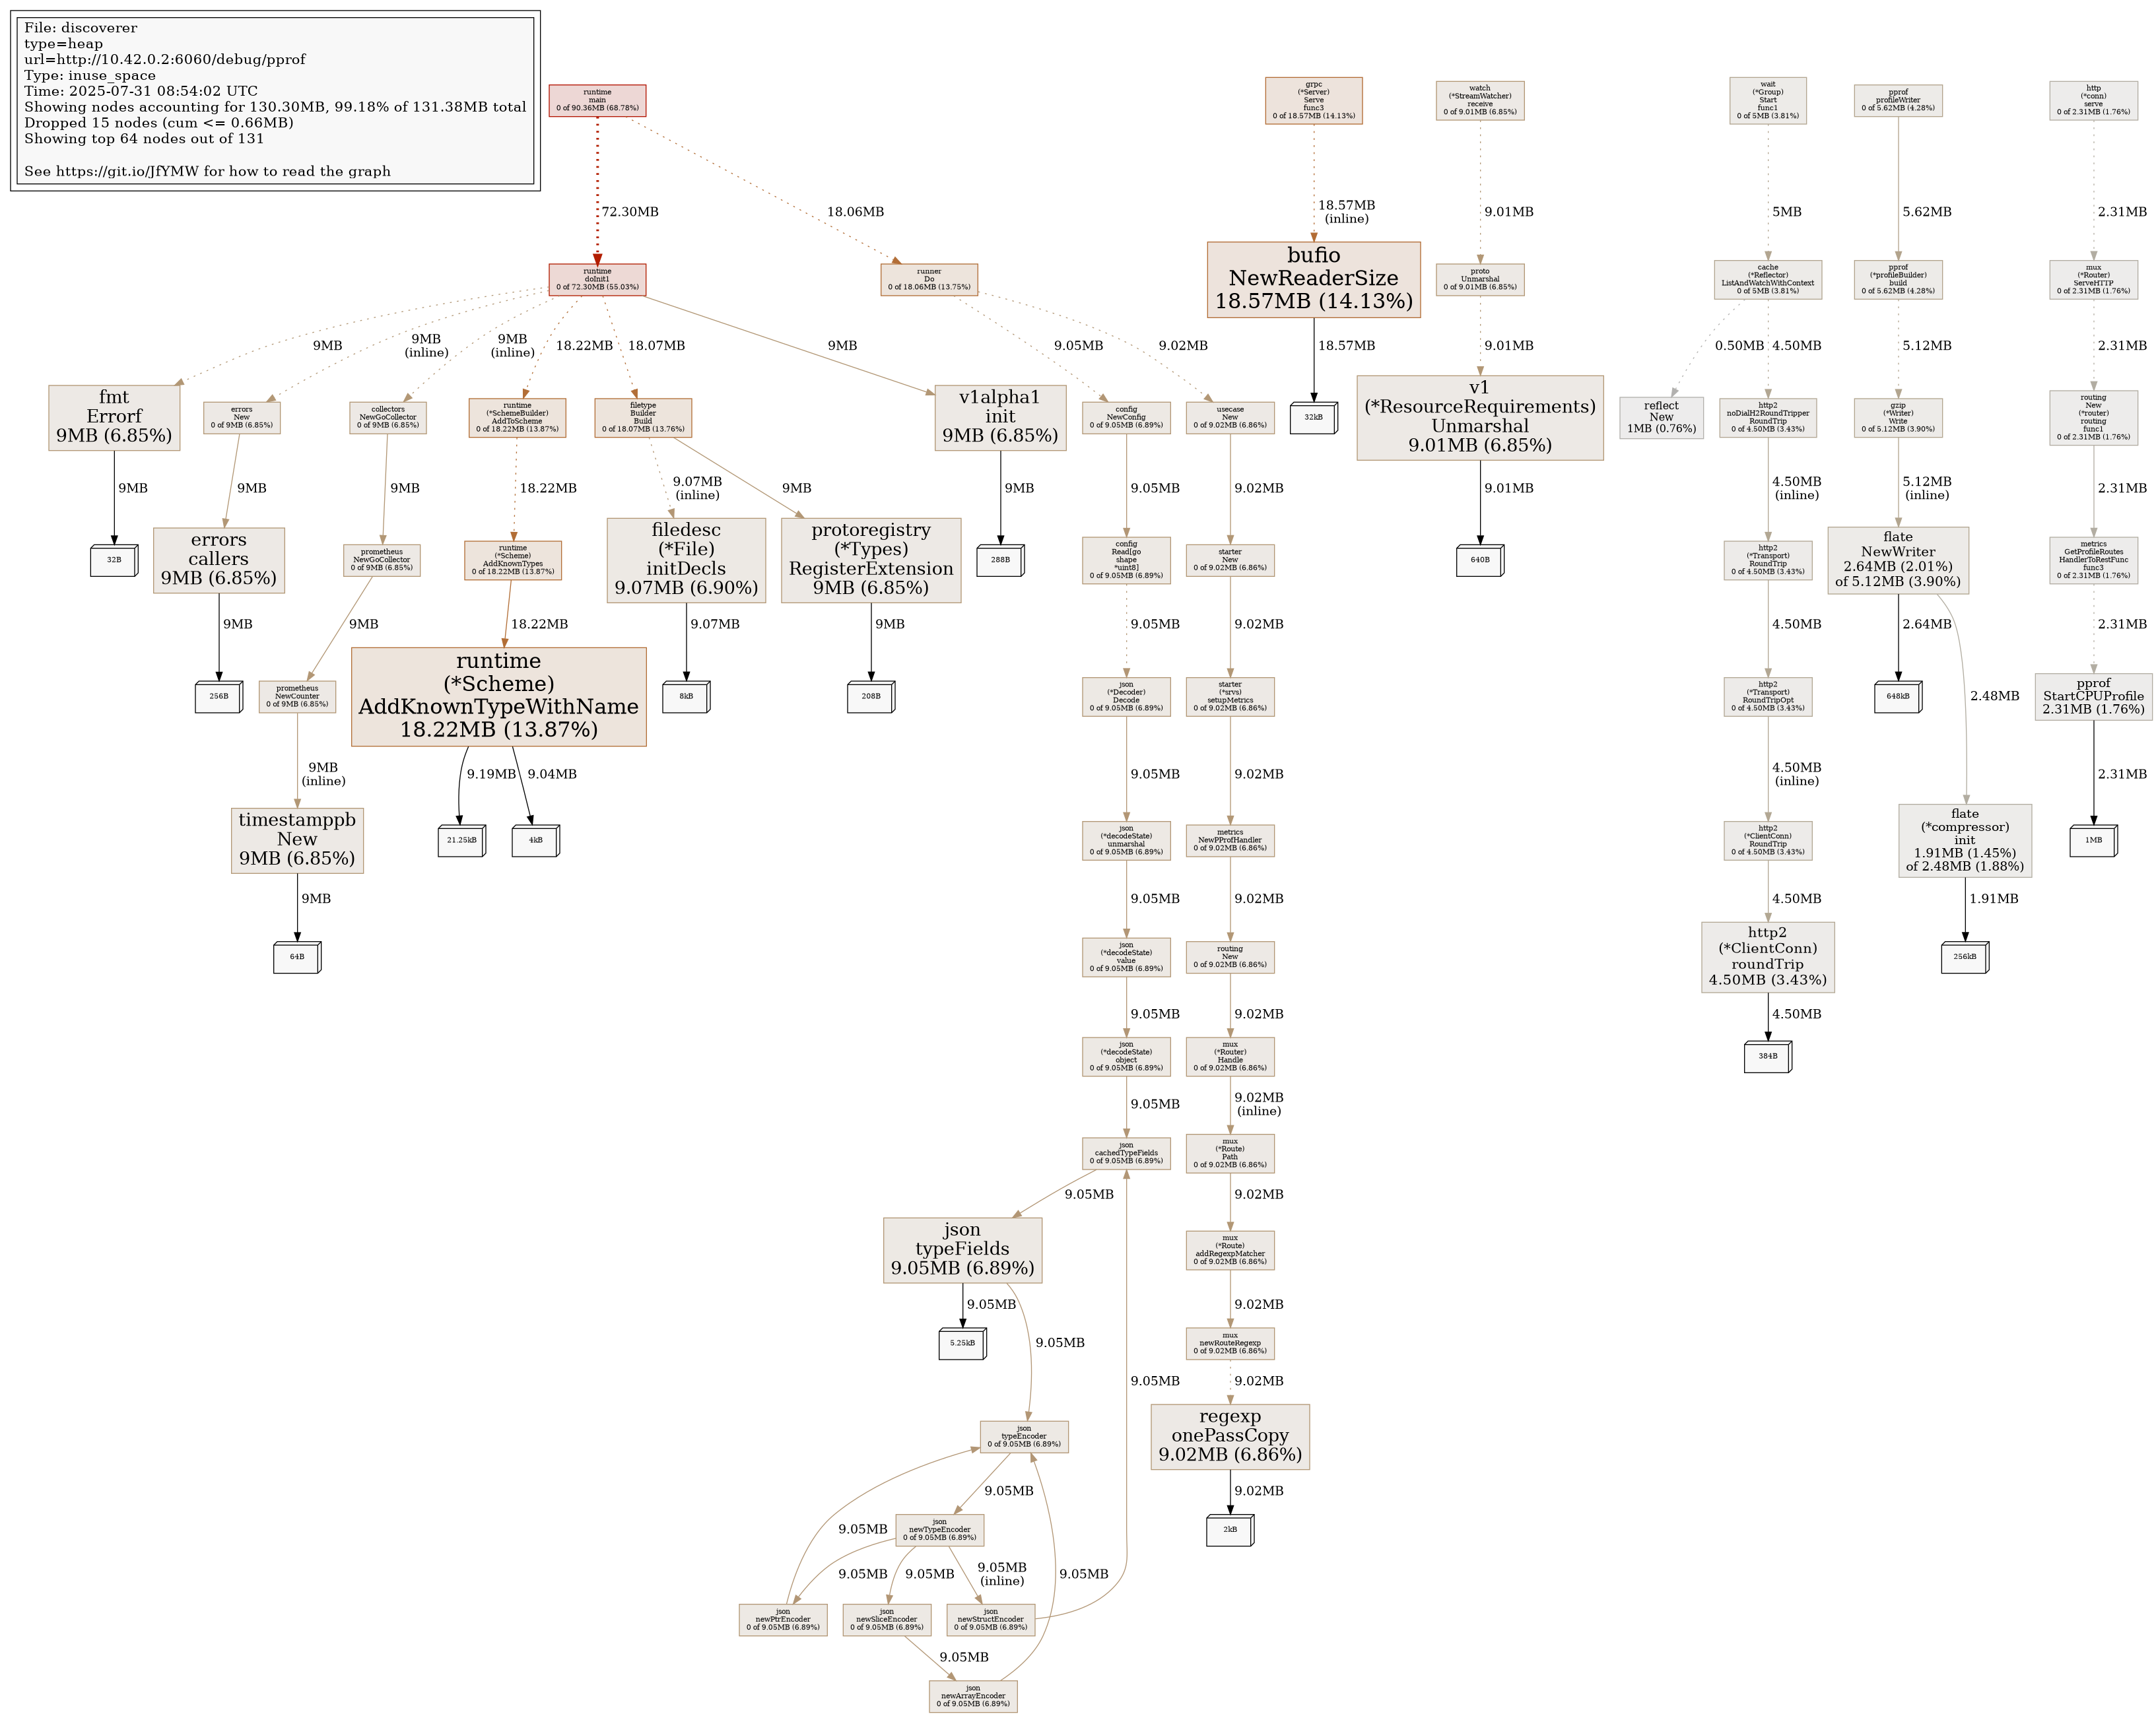 File: discoverer
type=heap
url=http://10.42.0.2:6060/debug/pprof
Type: inuse_space
Time: 2025-07-31 08:54:02 UTC
Showing nodes accounting for 130.30MB, 99.18% of 131.38MB total
Dropped 15 nodes (cum <= 0.66MB)
Showing top 64 nodes out of 131
See https://git.io/JfYMW for how to read the graph
runtime
main
0 of 90.36MB (68.78%)
grpc
(*Server)
Serve
func3
0 of 18.57MB (14.13%)
watch
(*StreamWatcher)
receive
0 of 9.01MB (6.85%)
wait
(*Group)
Start
func1
0 of 5MB (3.81%)
pprof
profileWriter
0 of 5.62MB (4.28%)
http
(*conn)
serve
0 of 2.31MB (1.76%)
72.30MB
18.06MB
18.57MB
(inline)
9.01MB
5MB
5.62MB
2.31MB
runtime
doInit1
0 of 72.30MB (55.03%)
runner
Do
0 of 18.06MB (13.75%)
bufio
NewReaderSize
18.57MB (14.13%)
proto
Unmarshal
0 of 9.01MB (6.85%)
cache
(*Reflector)
ListAndWatchWithContext
0 of 5MB (3.81%)
pprof
(*profileBuilder)
build
0 of 5.62MB (4.28%)
mux
(*Router)
ServeHTTP
0 of 2.31MB (1.76%)
9MB
9MB
(inline)
9MB
(inline)
18.22MB
18.07MB
9MB
9.05MB
9.02MB
18.57MB
9.01MB
0.50MB
4.50MB
5.12MB
2.31MB
fmt
Errorf
9MB (6.85%)
errors
New
0 of 9MB (6.85%)
collectors
NewGoCollector
0 of 9MB (6.85%)
runtime
(*SchemeBuilder)
AddToScheme
0 of 18.22MB (13.87%)
filetype
Builder
Build
0 of 18.07MB (13.76%)
v1alpha1
init
9MB (6.85%)
config
NewConfig
0 of 9.05MB (6.89%)
usecase
New
0 of 9.02MB (6.86%)
32kB
v1
(*ResourceRequirements)
Unmarshal
9.01MB (6.85%)
reflect
New
1MB (0.76%)
http2
noDialH2RoundTripper
RoundTrip
0 of 4.50MB (3.43%)
gzip
(*Writer)
Write
0 of 5.12MB (3.90%)
routing
New
(*router)
routing
func1
0 of 2.31MB (1.76%)
9MB
9MB
9MB
18.22MB
9.07MB
(inline)
9MB
9MB
9.05MB
9.02MB
9.01MB
4.50MB
(inline)
5.12MB
(inline)
2.31MB
32B
errors
callers
9MB (6.85%)
prometheus
NewGoCollector
0 of 9MB (6.85%)
runtime
(*Scheme)
AddKnownTypes
0 of 18.22MB (13.87%)
filedesc
(*File)
initDecls
9.07MB (6.90%)
protoregistry
(*Types)
RegisterExtension
9MB (6.85%)
288B
config
Read[go
shape
*uint8]
0 of 9.05MB (6.89%)
starter
New
0 of 9.02MB (6.86%)
640B
http2
(*Transport)
RoundTrip
0 of 4.50MB (3.43%)
flate
NewWriter
2.64MB (2.01%)
of 5.12MB (3.90%)
metrics
GetProfileRoutes
HandlerToRestFunc
func3
0 of 2.31MB (1.76%)
9MB
9MB
18.22MB
9.07MB
9MB
9.05MB
9.02MB
4.50MB
2.64MB
2.48MB
2.31MB
256B
prometheus
NewCounter
0 of 9MB (6.85%)
runtime
(*Scheme)
AddKnownTypeWithName
18.22MB (13.87%)
8kB
208B
json
(*Decoder)
Decode
0 of 9.05MB (6.89%)
starter
(*srvs)
setupMetrics
0 of 9.02MB (6.86%)
http2
(*Transport)
RoundTripOpt
0 of 4.50MB (3.43%)
648kB
pprof
StartCPUProfile
2.31MB (1.76%)
9MB
(inline)
9.19MB
9.04MB
9.05MB
9.02MB
4.50MB
(inline)
2.31MB
timestamppb
New
9MB (6.85%)
21.25kB
4kB
json
(*decodeState)
unmarshal
0 of 9.05MB (6.89%)
metrics
NewPProfHandler
0 of 9.02MB (6.86%)
http2
(*ClientConn)
RoundTrip
0 of 4.50MB (3.43%)
flate
(*compressor)
init
1.91MB (1.45%)
of 2.48MB (1.88%)
1MB
9MB
9.05MB
9.02MB
4.50MB
1.91MB
64B
json
(*decodeState)
value
0 of 9.05MB (6.89%)
routing
New
0 of 9.02MB (6.86%)
http2
(*ClientConn)
roundTrip
4.50MB (3.43%)
256kB
9.05MB
9.02MB
4.50MB
json
(*decodeState)
object
0 of 9.05MB (6.89%)
mux
(*Router)
Handle
0 of 9.02MB (6.86%)
384B
9.05MB
9.02MB
(inline)
json
cachedTypeFields
0 of 9.05MB (6.89%)
mux
(*Route)
Path
0 of 9.02MB (6.86%)
9.05MB
9.02MB
json
typeFields
9.05MB (6.89%)
mux
(*Route)
addRegexpMatcher
0 of 9.02MB (6.86%)
9.05MB
9.02MB
5.25kB
9.05MB
mux
newRouteRegexp
0 of 9.02MB (6.86%)
9.05MB
9.02MB
json
typeEncoder
0 of 9.05MB (6.89%)
regexp
onePassCopy
9.02MB (6.86%)
9.05MB
9.02MB
json
newTypeEncoder
0 of 9.05MB (6.89%)
2kB
9.05MB
9.05MB
9.05MB
9.05MB
(inline)
9.05MB
json
newPtrEncoder
0 of 9.05MB (6.89%)
json
newSliceEncoder
0 of 9.05MB (6.89%)
json
newStructEncoder
0 of 9.05MB (6.89%)
9.05MB
json
newArrayEncoder
0 of 9.05MB (6.89%)